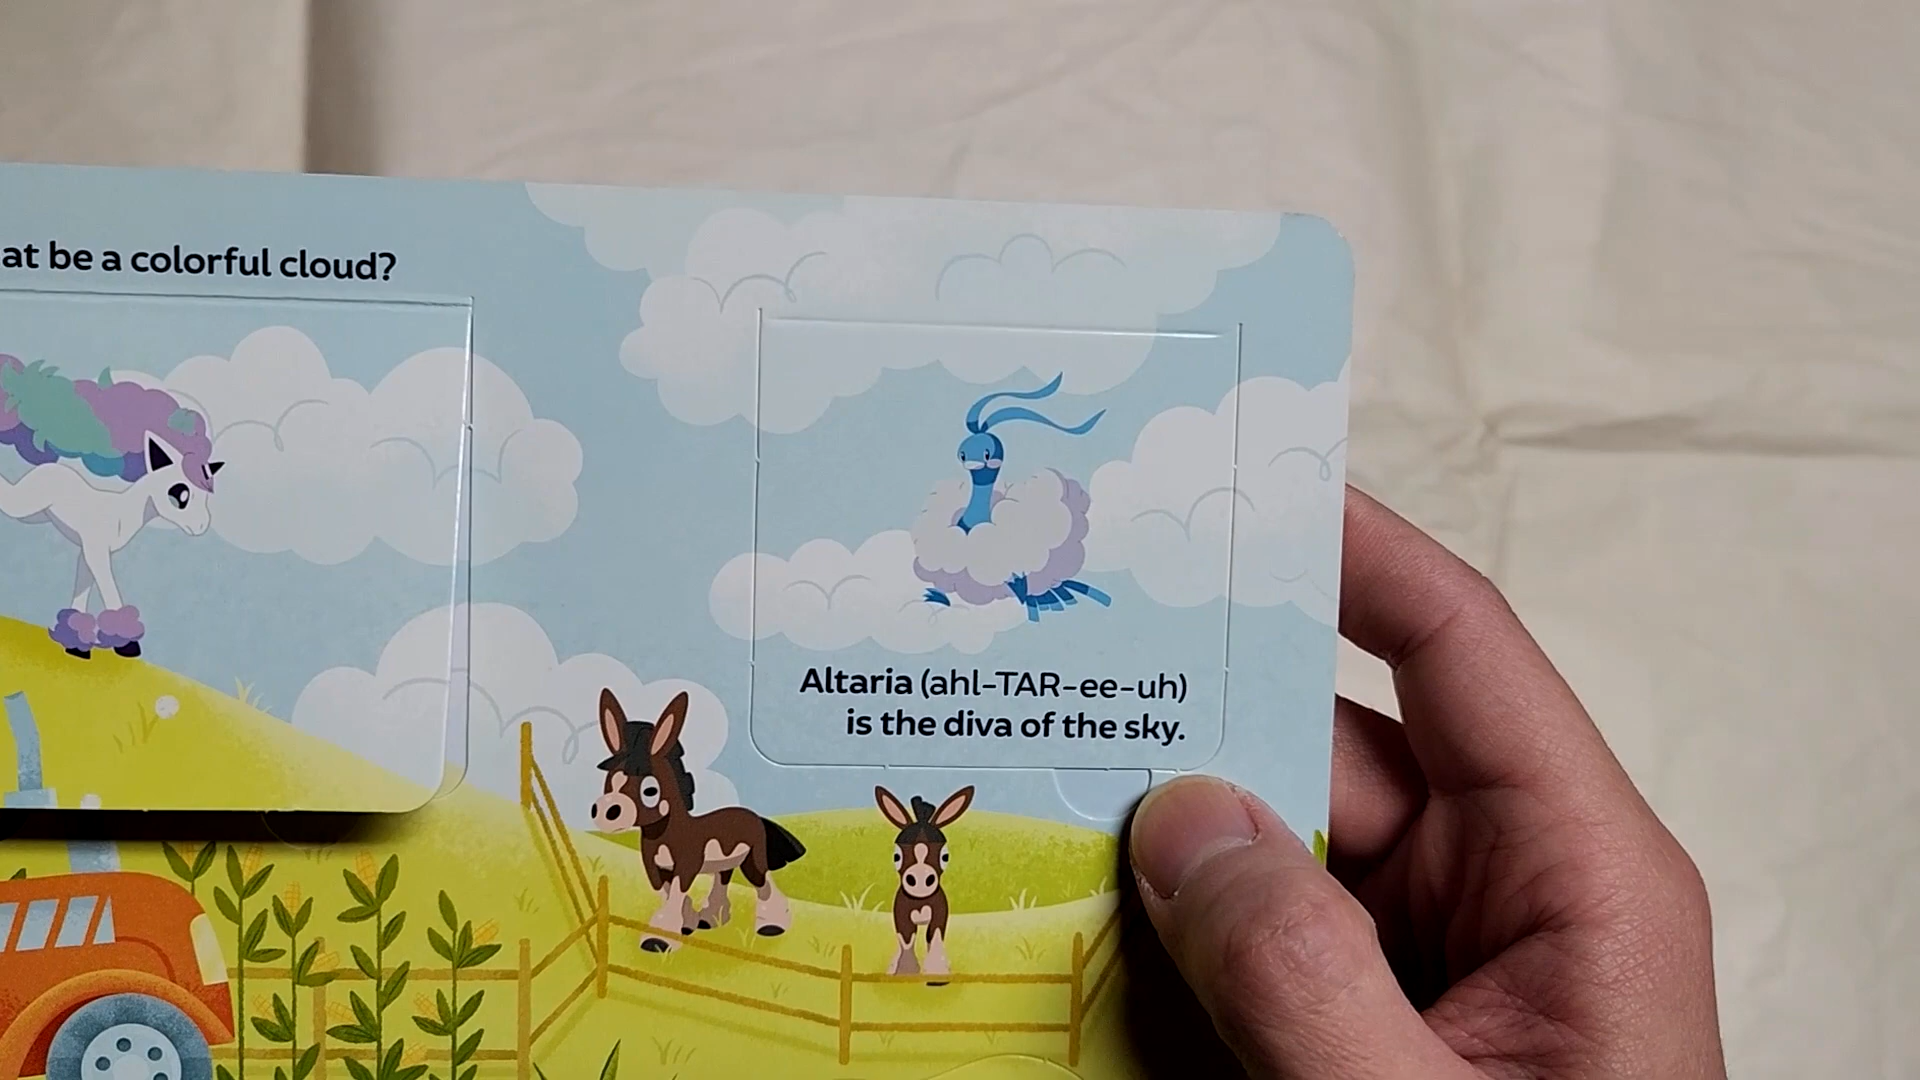 at be a colorful cloud?
Altaria (ahl-TAR-ee-uh)
is the diva of the sky.